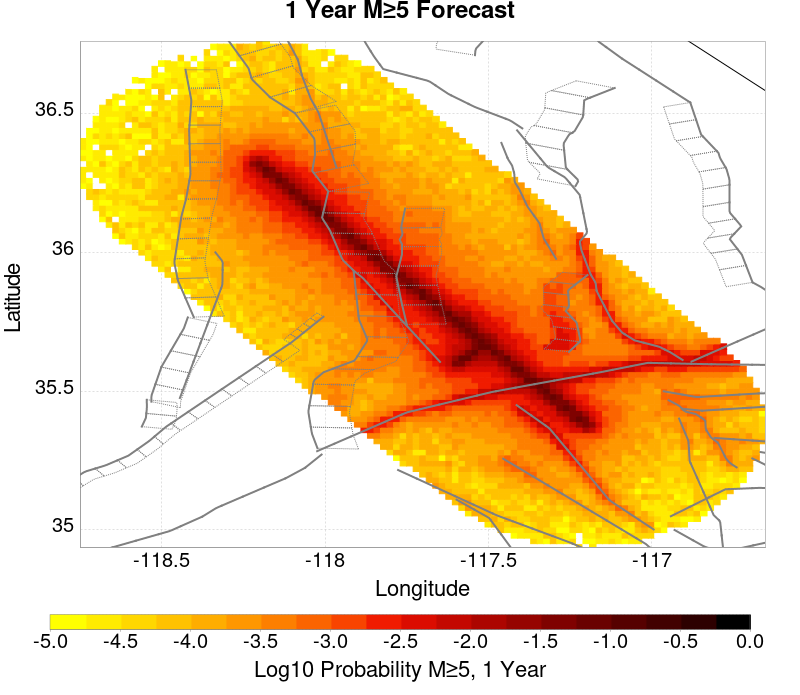 1 Year M≥5 Forecast
36.5
36
35.5
35
Latitude
-118.5 -118 -117.5 -117
Longitude
-5.0 -4.5 -4.0 -3.5 -3.0 -2.5 -2.0 -1.5 -1.0 -0.5 0.0
Log10 Probability M≥5, 1 Year